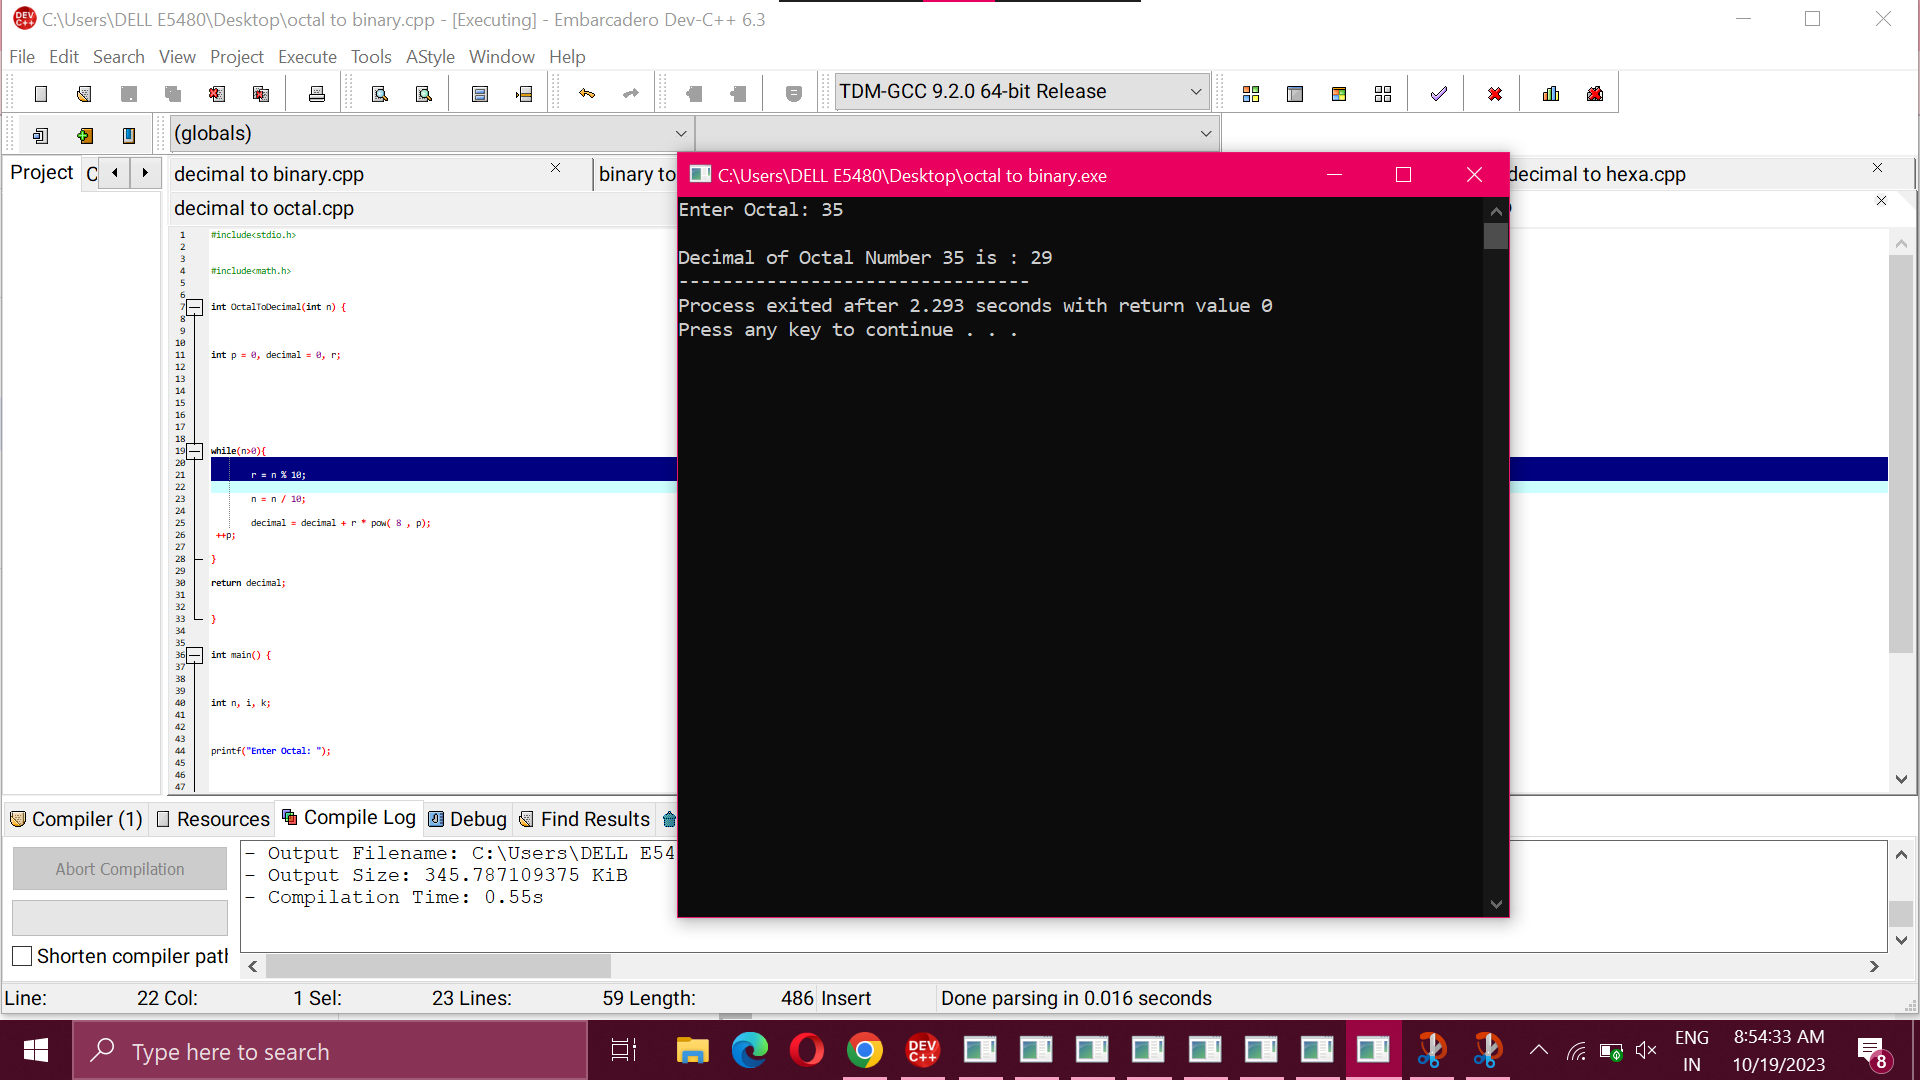 C:\Users\DELL E5480\Desktop\octal to binary.cpp - [Executing] - Embarcadero Dev-C++ 6.3
File Edit Search View Project Execute Tools AStyle Window Help
TDM-GCC 9.2.0 64-bit Release
(globals)
Project C
decimal to binary.cpp
binary to
decimal to hexa.cpp
decimal to octal.cpp
C:\Users\DELL E5480\Desktop\octal to binary.exe
Enter Octal: 35
Decimal of Octal Number 35 is : 29
--------------------------------
Process exited after 2.293 seconds with return value 0
Press any key to continue . . .
1 #include<stdio.h>
2
3
4 #include<math.h>
5
6
7 int OctalToDecimal(int n) {
8
9
10
11 int p = 0, decimal = 0, r;
12
13
14
15
16
17
18
19 while(n>0){
20
21 r = n % 10;
22
23 n = n / 10;
24
25 decimal = decimal + r * pow( 8 , p);
26 ++p;
27
28 }
29
30 return decimal;
31
32
33 }
34
35
36 int main() {
37
38
39
40 int n, i, k;
41
42
43
44 printf("Enter Octal: ");
45
46
47
Compiler (1) Resources Compile Log Debug Find Results
Abort Compilation
Shorten compiler pat
- Output Filename: C:\Users\DELL E54
- Output Size: 345.787109375 KiB
- Compilation Time: 0.55s
Line: 22 Col: 1 Sel: 23 Lines: 59 Length: 486 Insert Done parsing in 0.016 seconds
Type here to search
DEV C++
ENG
IN
8:54:33 AM
10/19/2023
8